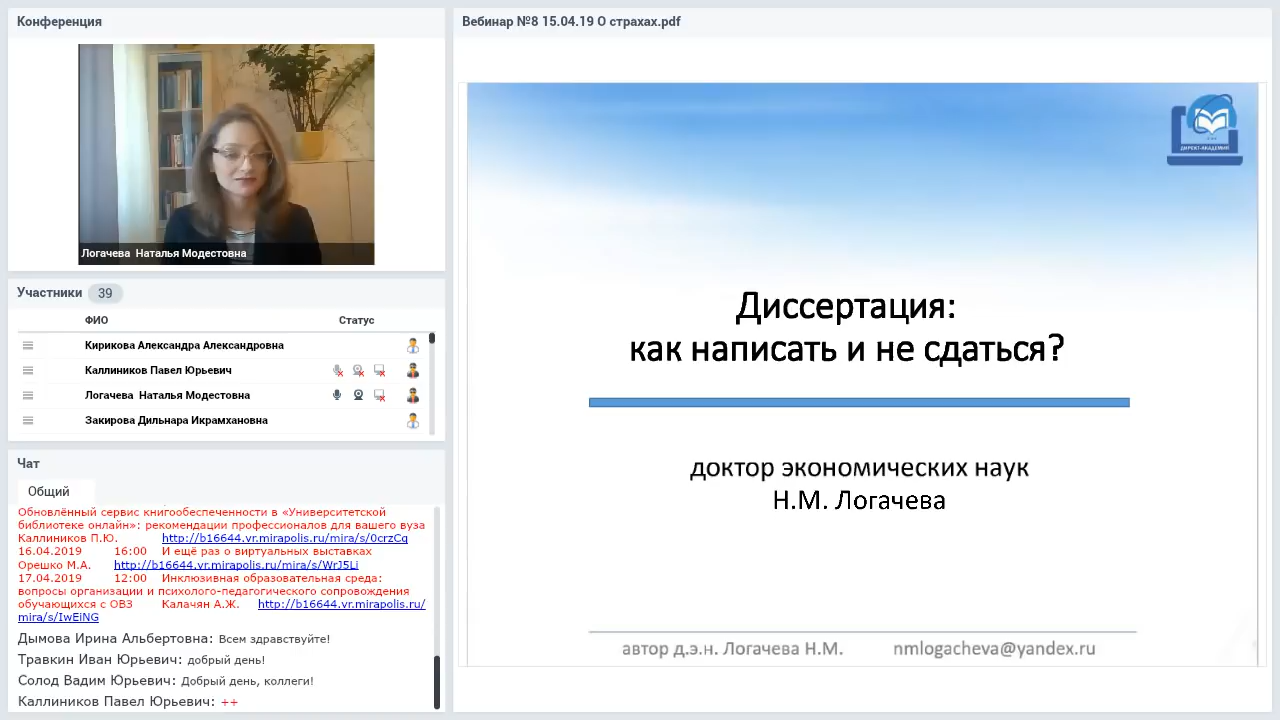 Конференция
Логачева  Наталья Модестовна
Участники 39
ФИО Статус
Кирикова Александра Александровна
Каллиников Павел Юрьевич
Логачева  Наталья Модестовна
Закирова Дильнара Икрамхановна
Чат
Общий
Обновлённый сервис книгообеспеченности в «Университетской
библиотеке онлайн»: рекомендации профессионалов для вашего вуза
Каллиников П.Ю. http://b16644.vr.mirapolis.ru/mira/s/0crzCq
16.04.2019 16:00 И ещё раз о виртуальных выставках
Орешко М.А. http://b16644.vr.mirapolis.ru/mira/s/WrJ5Li
17.04.2019 12:00 Инклюзивная образовательная среда:
вопросы организации и психолого-педагогического сопровождения
обучающихся с ОВЗ Калачян А.Ж. http://b16644.vr.mirapolis.ru/
mira/s/IwEiNG
Дымова Ирина Альбертовна: Всем здравствуйте!
Травкин Иван Юрьевич: добрый день!
Солод Вадим Юрьевич: Добрый день, коллеги!
Каллиников Павел Юрьевич: ++
Вебинар №8 15.04.19 О страхах.pdf
ДИРЕКТ-АКАДЕМИЯ
Диссертация:
как написать и не сдаться?
доктор экономических наук
Н.М. Логачева
автор д.э.н. Логачева Н.М. nmlogacheva@yandex.ru